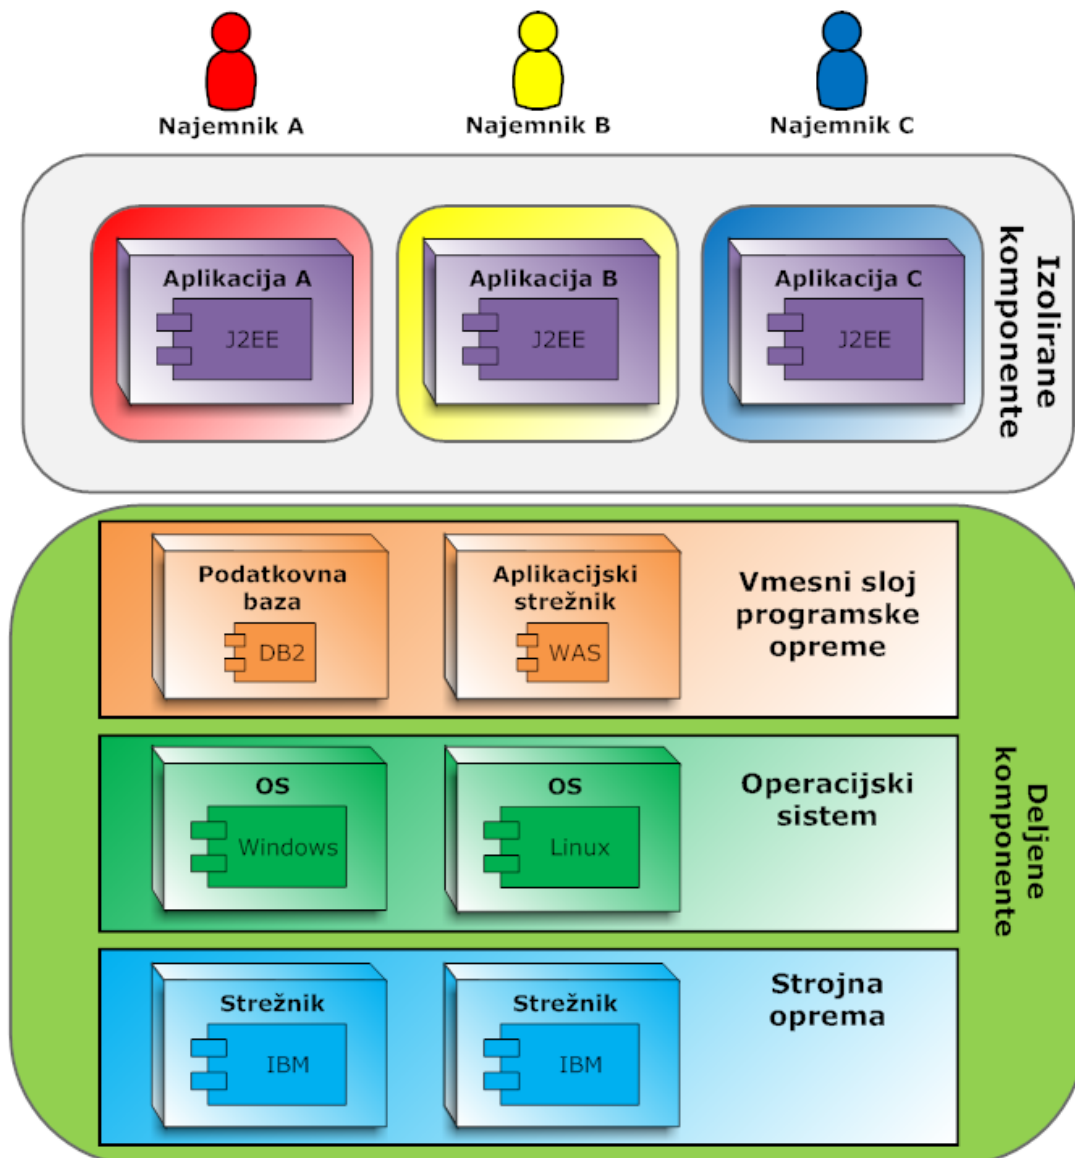 Najemnik A
Najemnik B
Najemnik C
Aplikacija A
J2EE
Aplikacija B
J2EE
Aplikacija C
J2EE
Izolirane
komponente
Podatkovna
baza
DB2
Aplikacijski
strežnik
WAS
Vmesni sloj
programske
opreme
OS
Windows
OS
Linux
Operacijski
sistem
Strežnik
IBM
Strežnik
IBM
Strojna
oprema
Deljene
komponente